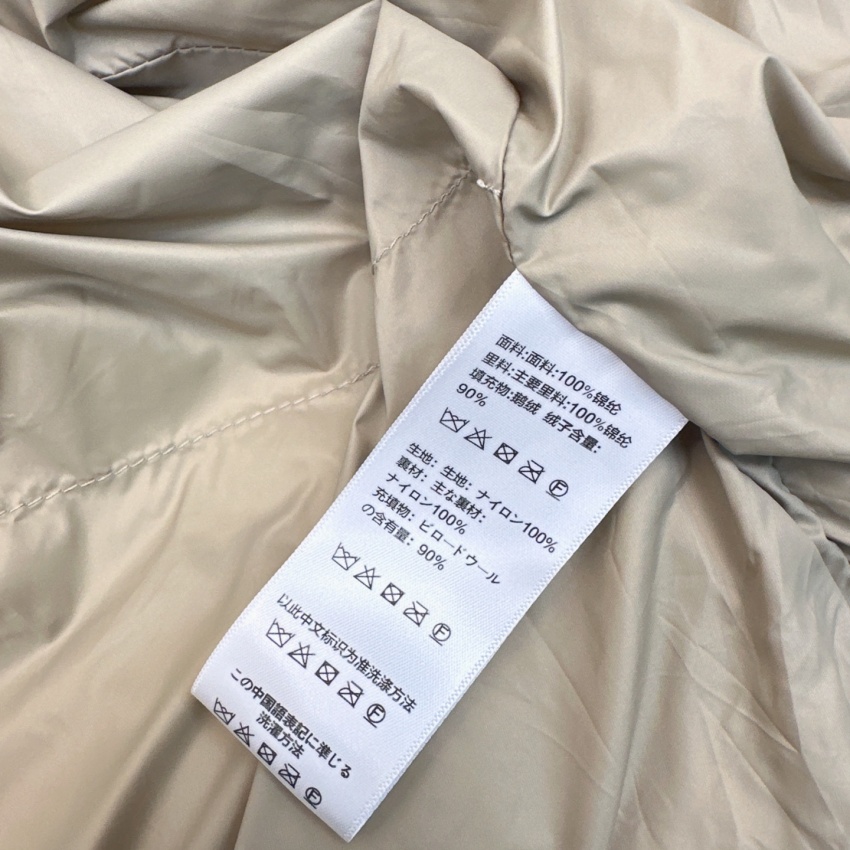 面料:面料:100%锦纶
里料:主要里料:100%锦纶
填充物:鹅绒 绒子含量:
90%
Ⓕ
生地: 生地: ナイロン100%
裏材: 主な裏材:
ナイロン100%
充填物: ビロードウール
の含有量: 90%
Ⓕ
以此中文标识为准洗涤方法
Ⓕ
この中国語表記に準じる
洗濯方法
Ⓕ